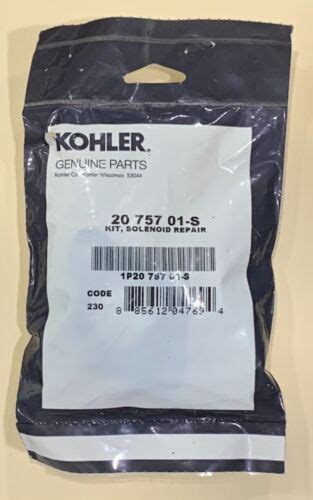 KOHLER®
GENUINE PARTS
Kohler Co., Kohler Wisconsin 53044
20 757 01-S
KIT, SOLENOID REPAIR
1P20 757 01-S
CODE
230
8 85612 04769 4